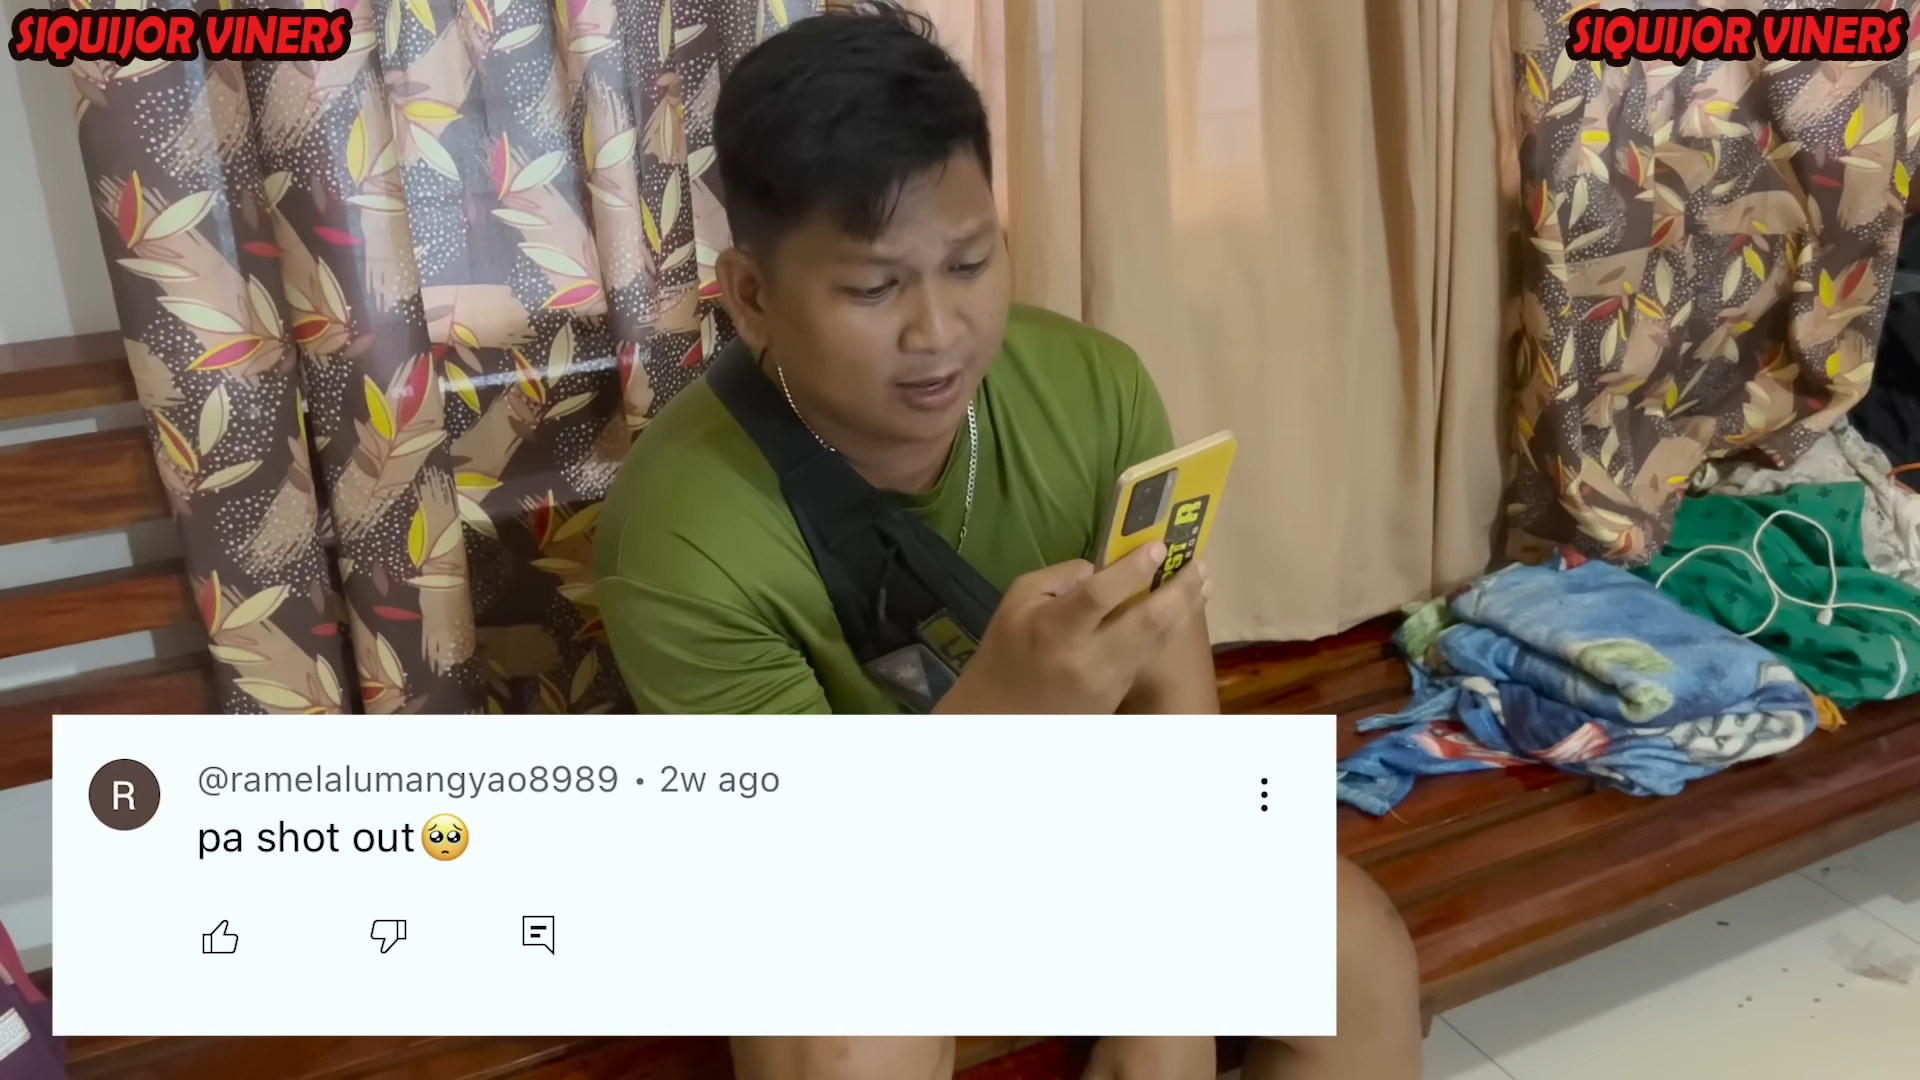 SIQUIJOR VINERS
SIQUIJOR VINERS
R
@ramelalumangyao8989 • 2w ago
pa shot out🥺